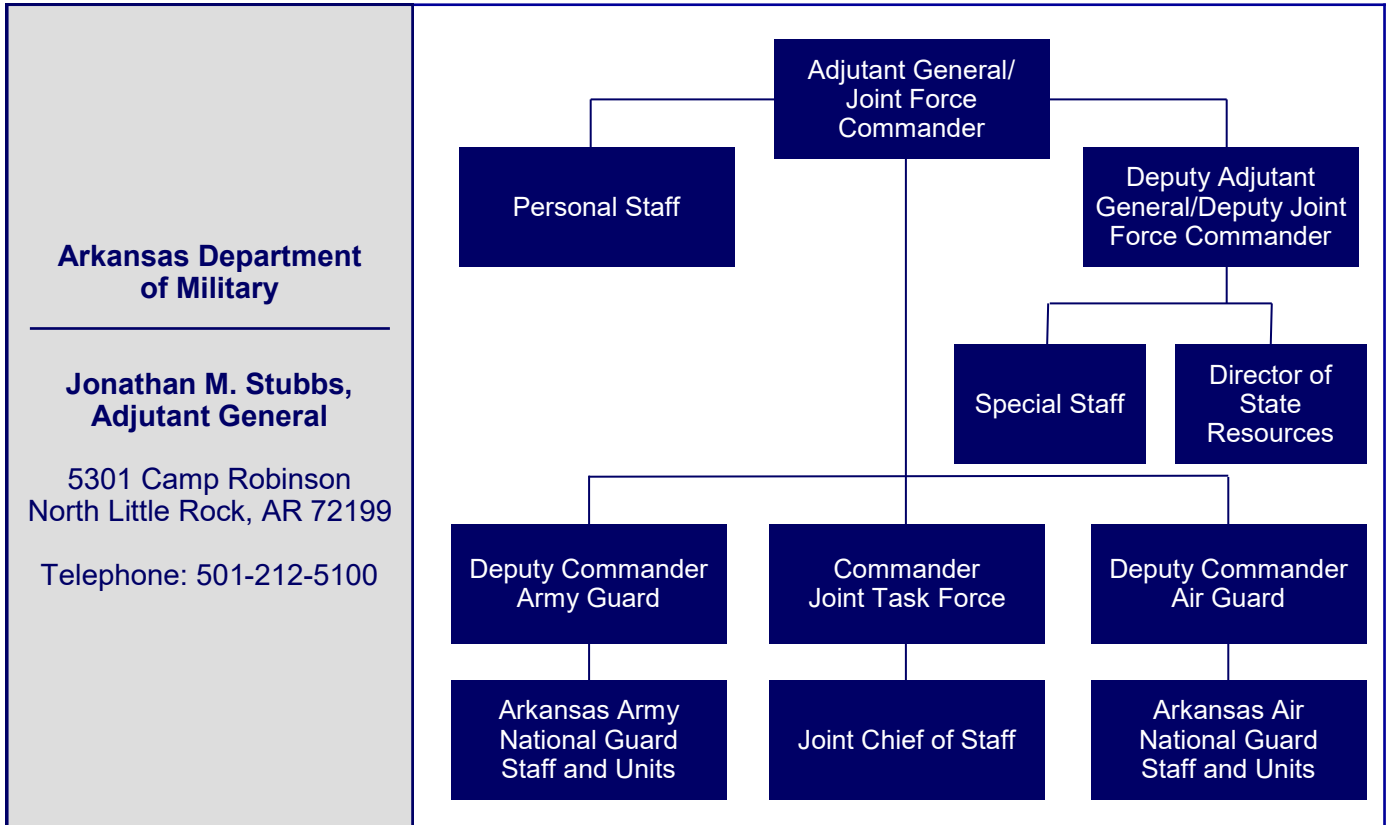 Arkansas Department
of Military
Jonathan M. Stubbs,
Adjutant General
5301 Camp Robinson
North Little Rock, AR 72199
Telephone: 501-212-5100
Adjutant General/
Joint Force
Commander
Personal Staff
Deputy Adjutant
General/Deputy Joint
Force Commander
Special Staff
Director of
State
Resources
Deputy Commander
Army Guard
Commander
Joint Task Force
Deputy Commander
Air Guard
Arkansas Army
National Guard
Staff and Units
Joint Chief of Staff
Arkansas Air
National Guard
Staff and Units